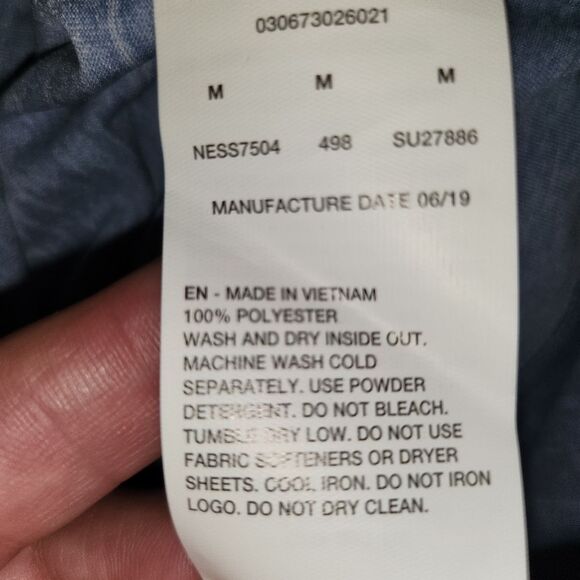 030673026021
M M M
NESS7504 498 SU27886
MANUFACTURE DATE 06/19
EN - MADE IN VIETNAM
100% POLYESTER
WASH AND DRY INSIDE OUT.
MACHINE WASH COLD
SEPARATELY. USE POWDER
DETERGENT. DO NOT BLEACH.
TUMBLE DRY LOW. DO NOT USE
FABRIC SOFTENERS OR DRYER
SHEETS. COOL IRON. DO NOT IRON
LOGO. DO NOT DRY CLEAN.